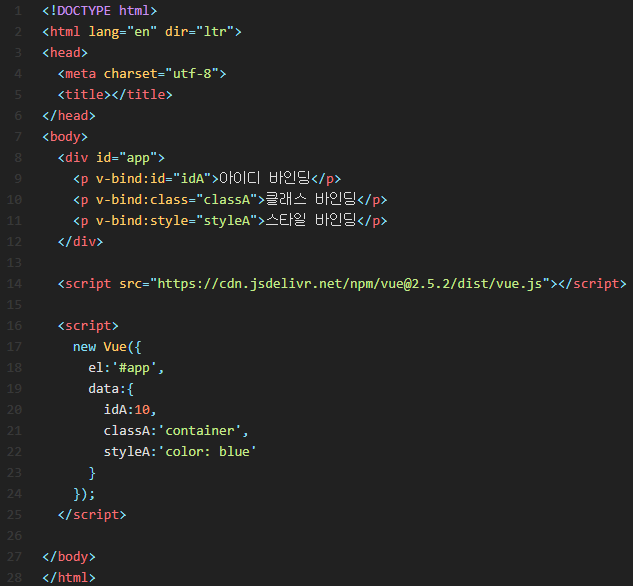 1 <!DOCTYPE html>
2 <html lang="en" dir="ltr">
3 <head>
4   <meta charset="utf-8">
5   <title></title>
6 </head>
7 <body>
8   <div id="app">
9     <p v-bind:id="idA">아이디 바인딩</p>
10     <p v-bind:class="classA">클래스 바인딩</p>
11     <p v-bind:style="styleA">스타일 바인딩</p>
12   </div>
13
14   <script src="https://cdn.jsdelivr.net/npm/vue@2.5.2/dist/vue.js"></script>
15
16   <script>
17     new Vue({
18       el:'#app',
19       data:{
20         idA:10,
21         classA:'container',
22         styleA:'color: blue'
23       }
24     });
25   </script>
26
27 </body>
28 </html>